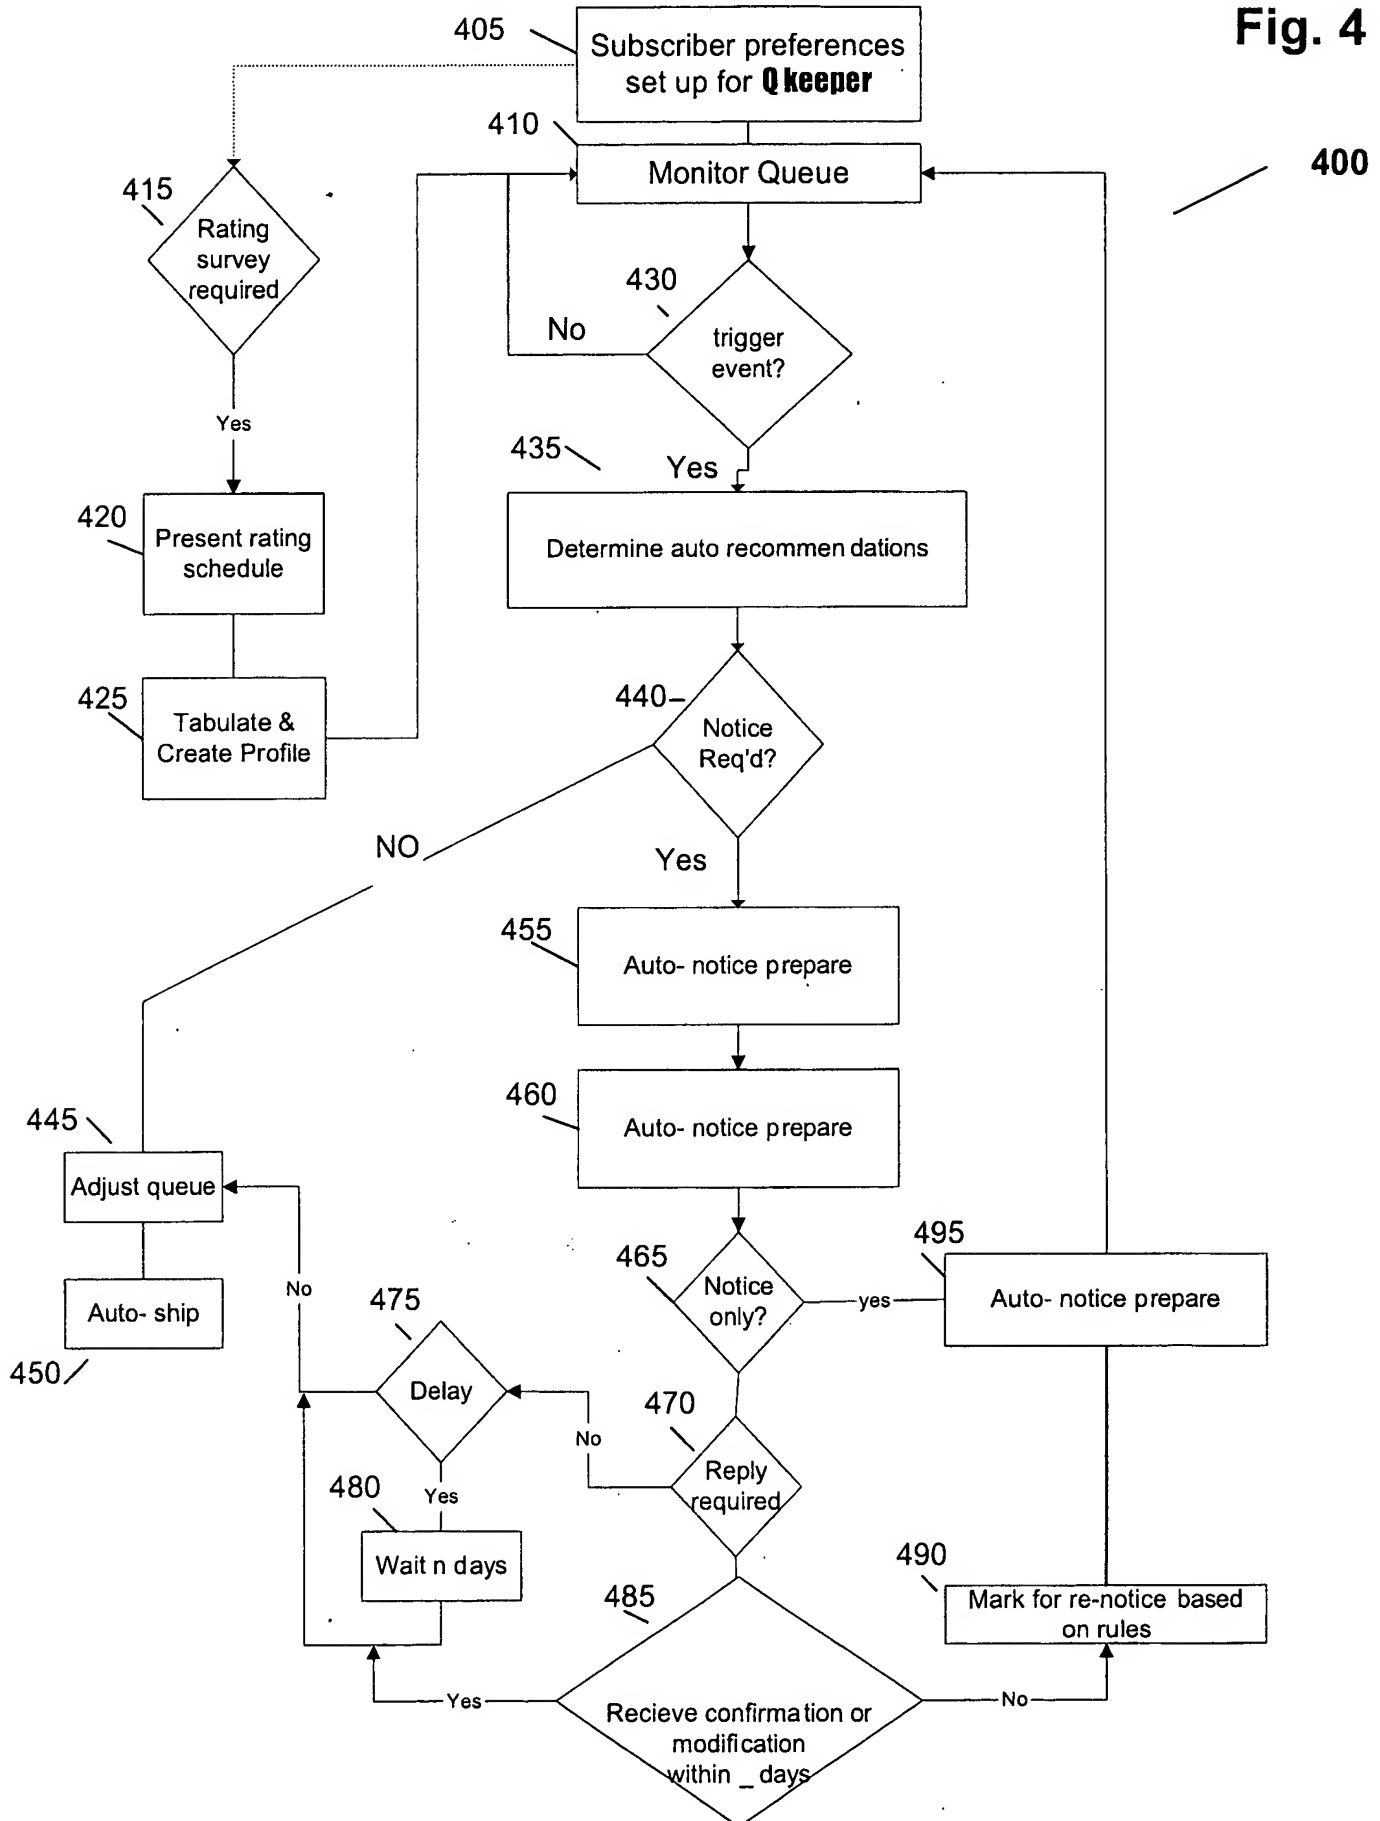 Fig. 4
405
Subscriber preferences
set up for Q keeper
410
Monitor Queue
400
415
Rating
survey
required
430
trigger
event?
No
Yes
435
Yes
420
Present rating
schedule
Determine auto recommen dations
425
Tabulate &
Create Profile
440
Notice
Req'd?
NO
Yes
455
Auto- notice prepare
460
Auto- notice prepare
445
Adjust queue
450
Auto- ship
465
Notice
only?
yes
495
Auto- notice prepare
No
475
Delay
470
Reply
required
No
Yes
480
Wait n days
490
Mark for re-notice based
on rules
485
Recieve confirmation or
modification
within _ days
Yes
No